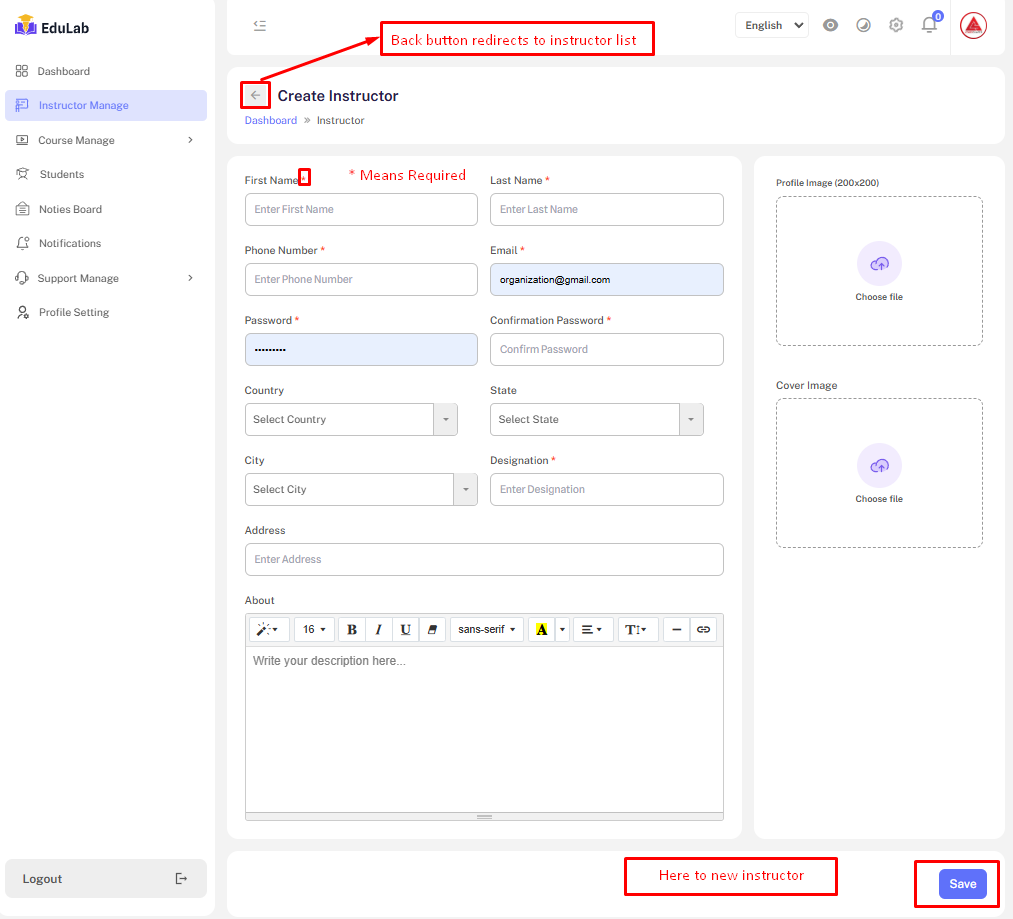 EduLab
English
0
Back button redirects to instructor list
Dashboard
Instructor Manage
Course Manage
Students
Noties Board
Notifications
Support Manage
Profile Setting
Logout
Create Instructor
Dashboard » Instructor
First Name *
* Means Required
Last Name *
Enter First Name
Enter Last Name
Phone Number *
Email *
Enter Phone Number
organization@gmail.com
Password *
Confirmation Password *
•••••••••
Confirm Password
Country
State
Select Country
Select State
City
Designation *
Select City
Enter Designation
Address
Enter Address
About
16
B I U
sans-serif
A
T
Write your description here...
Profile Image (200x200)
Choose file
Cover Image
Choose file
Here to new instructor
Save